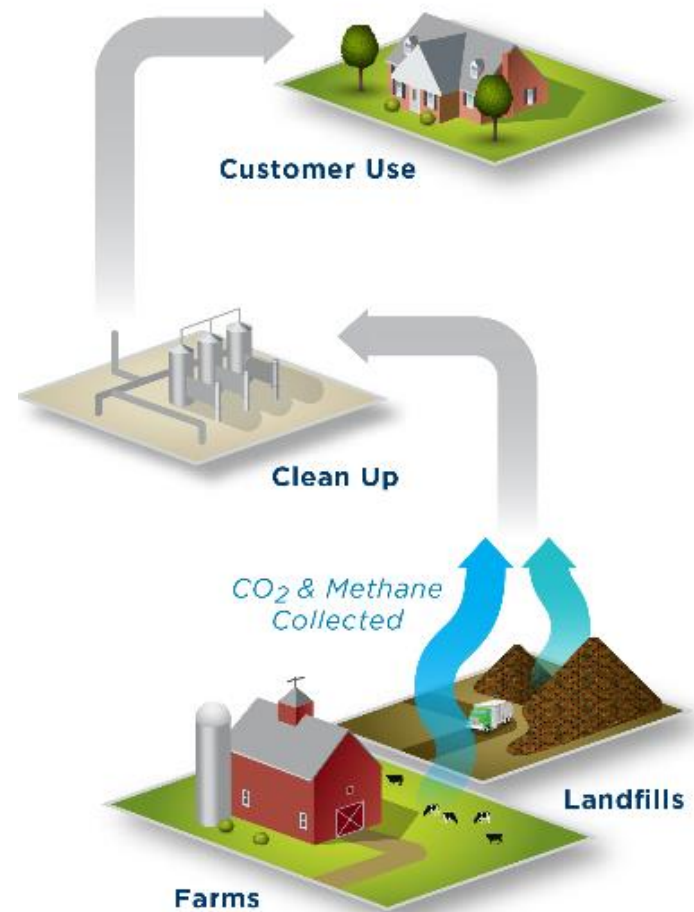 Customer Use
Clean Up
CO₂ & Methane
Collected
Landfills
Farms